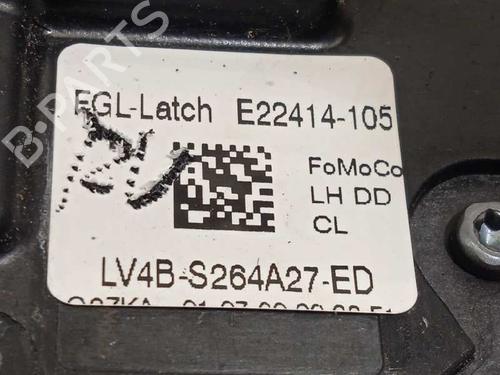 EGL-Latch E22414-105
FoMoCo
LH DD
CL
LV4B-S264A27-ED
B-PARTS